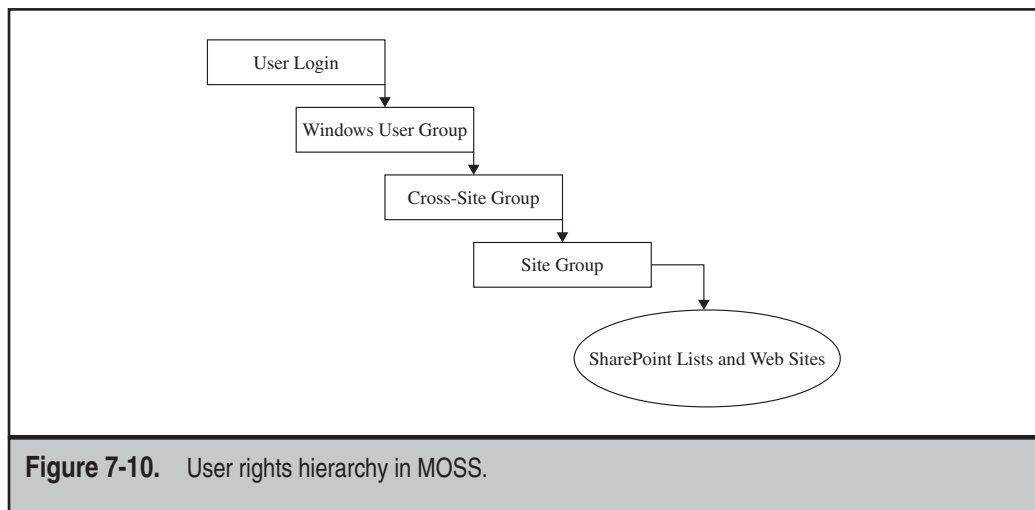 User Login
Windows User Group
Cross-Site Group
Site Group
SharePoint Lists and Web Sites
Figure 7-10. User rights hierarchy in MOSS.